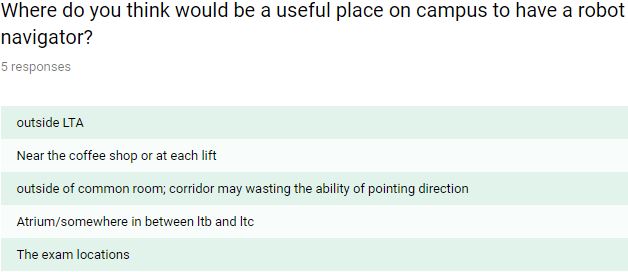 Where do you think would be a useful place on campus to have a robot
navigator?
5 responses
outside LTA
Near the coffee shop or at each lift
outside of common room; corridor may wasting the ability of pointing direction
Atrium/somewhere in between ltb and ltc
The exam locations